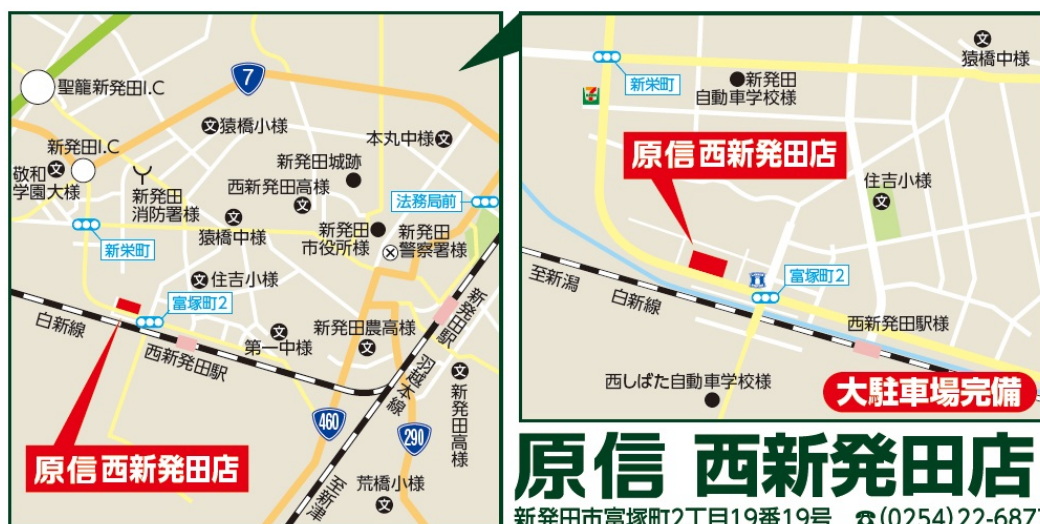 聖籠新発田I.C
7
猿橋小様
本丸中様
新発田I.C
敬和
学園大様
新発田
消防署様
新発田城跡
西新発田高様
法務局前
新栄町
猿橋中様
新発田
市役所様
新発田
警察署様
住吉小様
富塚町2
白新線
西新発田駅
第一中様
新発田農高様
新発田駅
羽越本線
新発田高様
460
290
原信 西新発田店
荒橋小様
至新津
猿橋中様
新栄町
新発田
自動車学校様
原信 西新発田店
住吉小様
至新潟
白新線
富塚町2
西新発田駅様
西しばた自動車学校様
大駐車場完備
原信 西新発田店
新発田市富塚町2丁目19番19号 ☎(0254)22-6877